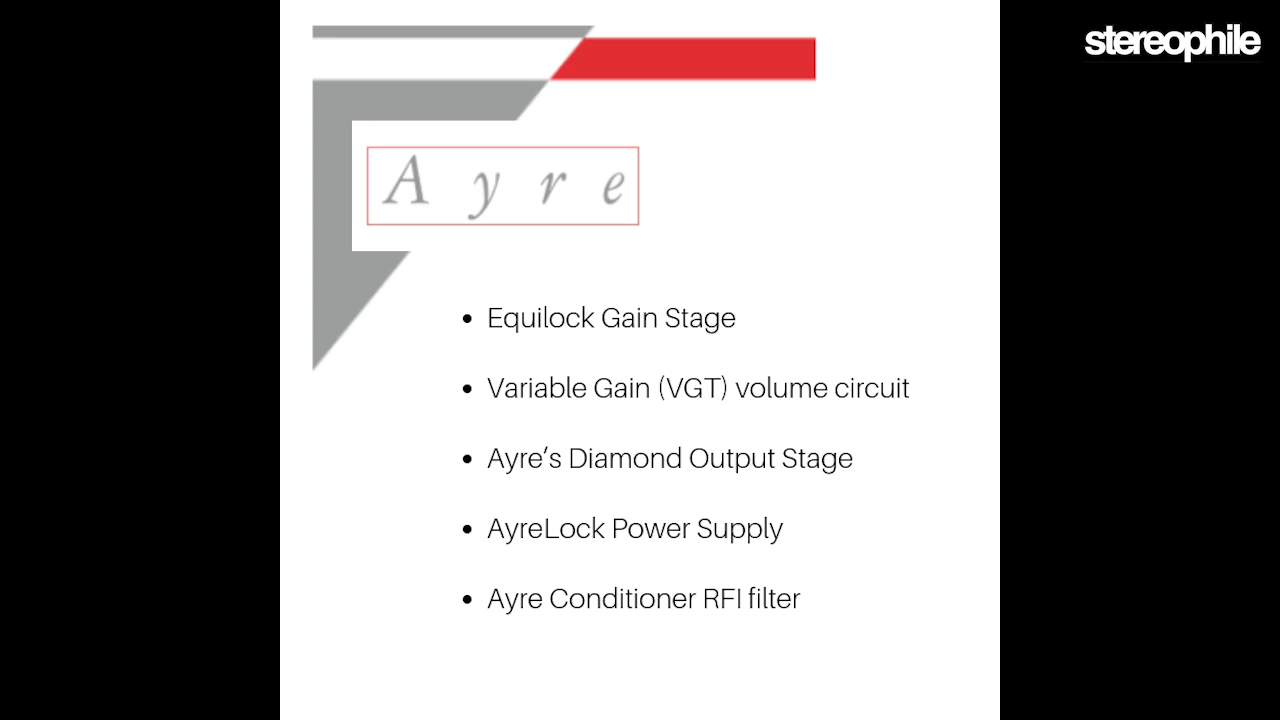 stereophile
A y r e
• Equilock Gain Stage
• Variable Gain (VGT) volume circuit
• Ayre’s Diamond Output Stage
• AyreLock Power Supply
• Ayre Conditioner RFI filter